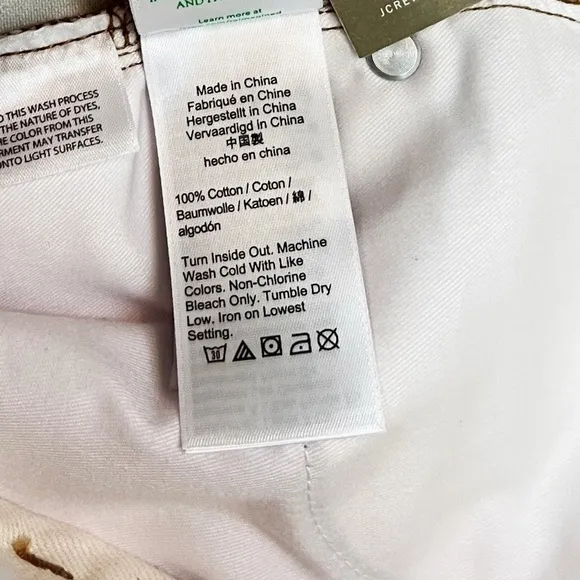 AND
Learn more at
JCRE
THIS WASH PROCESS
THE NATURE OF DYES,
COLOR FROM THIS
MAY TRANSFER
LIGHT SURFACES.
Made in China
Fabriqué en Chine
Hergestellt in China
Vervaardigd in China
中国製
hecho en china
100% Cotton / Coton /
Baumwolle / Katoen / 綿 /
algodón
Turn Inside Out. Machine
Wash Cold With Like
Colors. Non-Chlorine
Bleach Only. Tumble Dry
Low. Iron on Lowest
Setting.
30